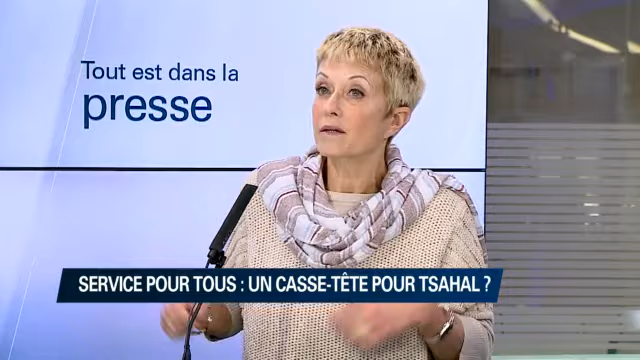 Tout est dans la
presse
SERVICE POUR TOUS : UN CASSE-TÊTE POUR TSAHAL ?